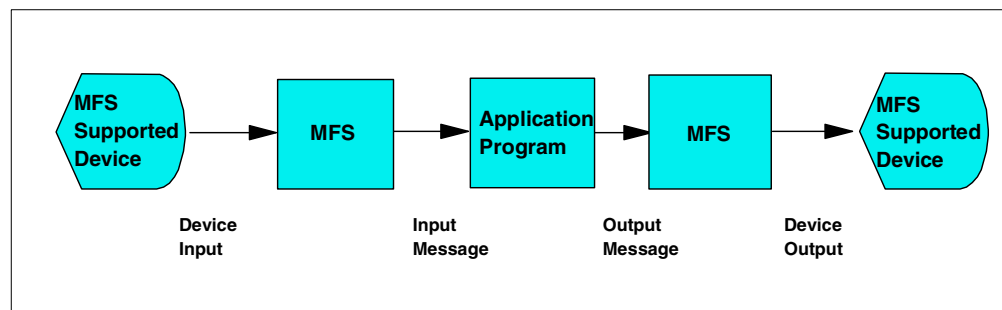 MFS
Supported
Device
MFS
Application
Program
MFS
MFS
Supported
Device
Device
Input
Input
Message
Output
Message
Device
Output